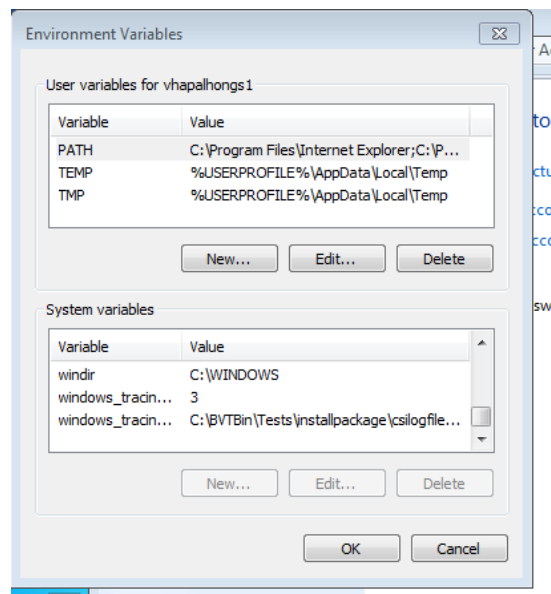 Environment Variables
User variables for vhapalhongs1
Variable Value
PATH C:\Program Files\Internet Explorer;C:\P...
TEMP %USERPROFILE%\AppData\Local\Temp
TMP %USERPROFILE%\AppData\Local\Temp
New... Edit... Delete
System variables
Variable Value
windir C:\WINDOWS
windows_tracin... 3
windows_tracin... C:\BVTBin\Tests\installpackage\csilogfile...
New... Edit... Delete
OK Cancel